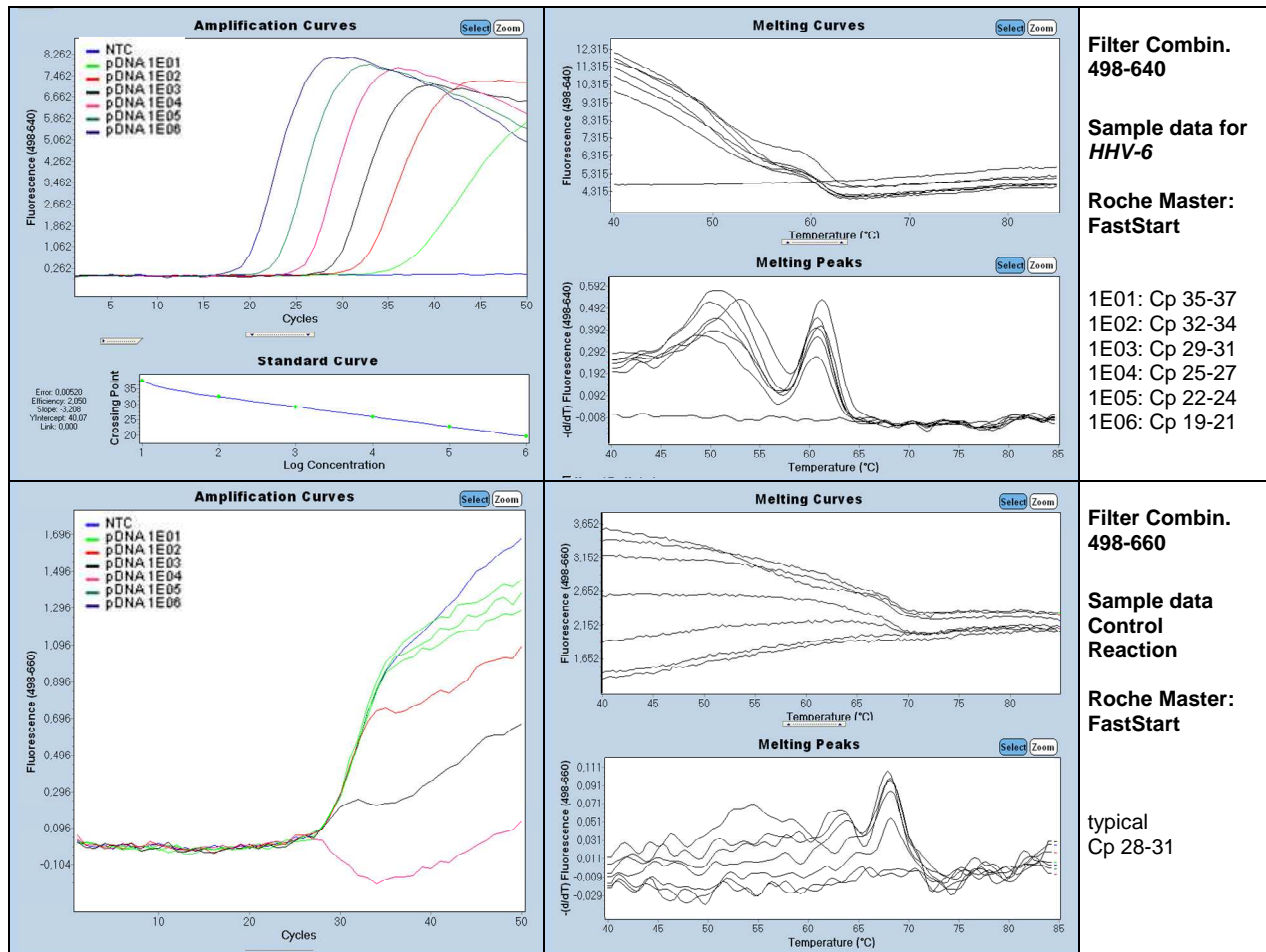 Amplification Curves
Select Zoom
NTC
pDNA 1E01
pDNA 1E02
pDNA 1E03
pDNA 1E04
pDNA 1E05
pDNA 1E06
Fluorescence (498-640)
8,262
7,462
6,662
5,862
5,062
4,262
3,462
2,662
1,862
1,062
0,262
5 10 15 20 25 30 35 40 45 50
Cycles
Standard Curve
Error: 0,00520
Efficiency: 2,050
Slope: -3,208
YIntercept: 40,07
Link: 0,000
Crossing Point
35
30
25
20
1 2 3 4 5 6
Log Concentration
Melting Curves
Select Zoom
Fluorescence (498-640)
12,315
11,315
10,315
9,315
8,315
7,315
6,315
5,315
4,315
40 50 60 70 80
Temperature (°C)
Melting Peaks
Select Zoom
-(d/dT) Fluorescence (498-640)
0,592
0,492
0,392
0,292
0,192
0,092
-0,008
40 45 50 55 60 65 70 75 80 85
Temperature (°C)
Filter Combin.
498-640
Sample data for
HHV-6
Roche Master:
FastStart
1E01: Cp 35-37
1E02: Cp 32-34
1E03: Cp 29-31
1E04: Cp 25-27
1E05: Cp 22-24
1E06: Cp 19-21
Amplification Curves
Select Zoom
NTC
pDNA 1E01
pDNA 1E02
pDNA 1E03
pDNA 1E04
pDNA 1E05
pDNA 1E06
Fluorescence (498-660)
1,696
1,496
1,296
1,096
0,896
0,696
0,496
0,296
0,096
-0,104
10 20 30 40 50
Cycles
Melting Curves
Select Zoom
Fluorescence (498-660)
3,652
3,152
2,652
2,152
1,652
40 45 50 55 60 65 70 75 80
Temperature (°C)
Melting Peaks
Select Zoom
-(d/dT) Fluorescence (498-660)
0,111
0,091
0,071
0,051
0,031
0,011
-0,009
-0,029
40 45 50 55 60 65 70 75 80 85
Temperature (°C)
Filter Combin.
498-660
Sample data
Control
Reaction
Roche Master:
FastStart
typical
Cp 28-31